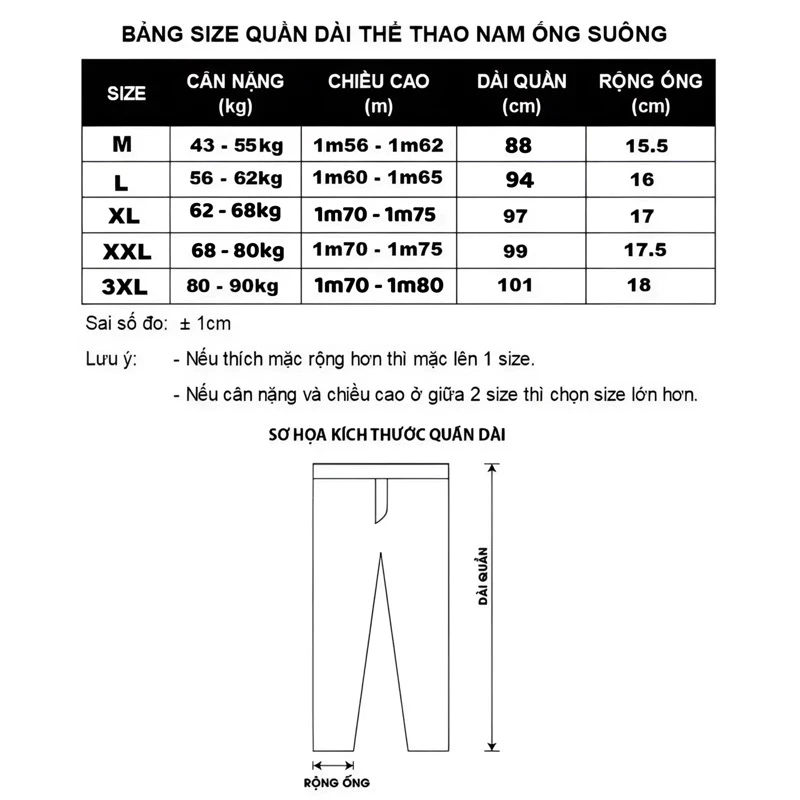 BẢNG SIZE QUẦN DÀI THỂ THAO NAM ỐNG SUÔNG
SIZE CÂN NẶNG (kg) CHIỀU CAO (m) DÀI QUẦN (cm) RỘNG ỐNG (cm)
M 43 - 55kg 1m56 - 1m62 88 15.5
L 56 - 62kg 1m60 - 1m65 94 16
XL 62 - 68kg 1m70 - 1m75 97 17
XXL 68 - 80kg 1m70 - 1m75 99 17.5
3XL 80 - 90kg 1m70 - 1m80 101 18
Sai số đo: ± 1cm
Lưu ý: - Nếu thích mặc rộng hơn thì mặc lên 1 size.
- Nếu cân nặng và chiều cao ở giữa 2 size thì chọn size lớn hơn.
SƠ HỌA KÍCH THƯỚC QUẦN DÀI
DÀI QUẦN
RỘNG ỐNG